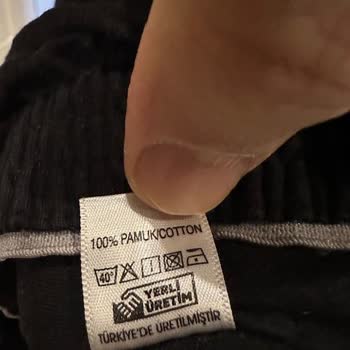 100% PAMUK/COTTON
40°
YERLİ
ÜRETİM
TÜRKİYE'DE ÜRETİLMİŞTİR